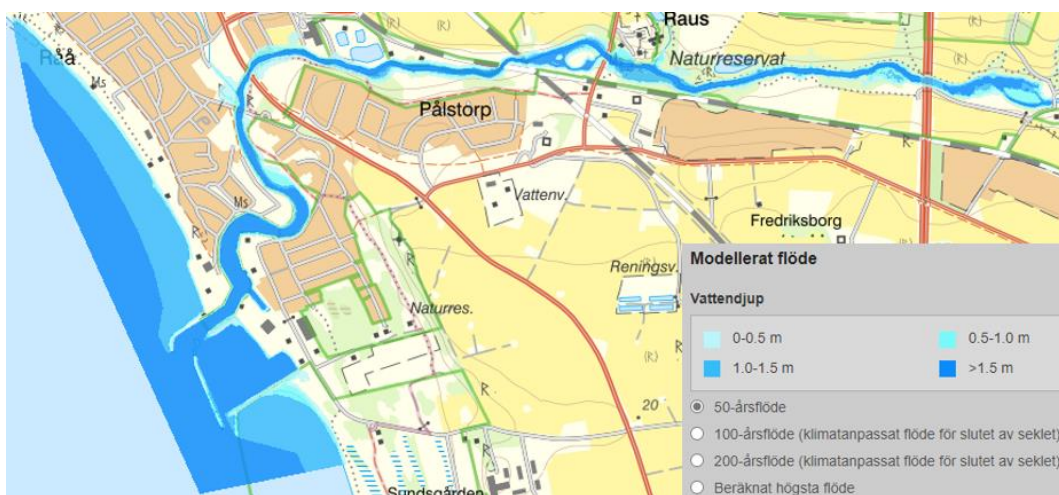 Raus
(R)
(R)
Råå
Naturreservat
Ms
Pålstorp
(R)
R
R
R
R
Ms
Vattenv.
Fredriksborg
R
Reningsv.
Naturres.
(R)
R
R
R
20
Sundsgården
Modellerat flöde
Vattendjup
0-0.5 m
0.5-1.0 m
1.0-1.5 m
>1.5 m
50-årsflöde
100-årsflöde (klimatanpassat flöde för slutet av seklet)
200-årsflöde (klimatanpassat flöde för slutet av seklet)
Beräknat högsta flöde